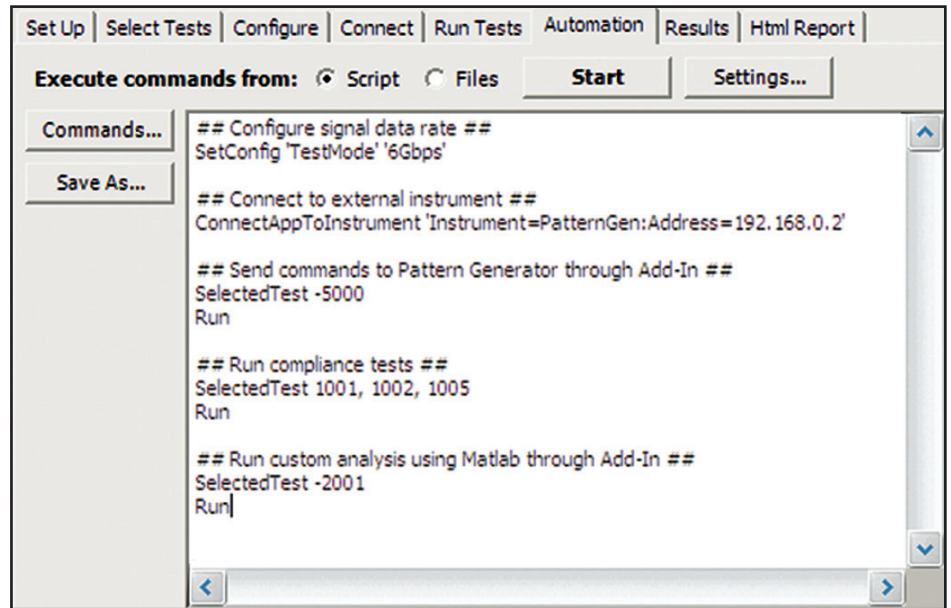 Set Up Select Tests Configure Connect Run Tests Automation Results Html Report
Execute commands from: Script Files Start Settings...
Commands...
Save As...
## Configure signal data rate ##
SetConfig 'TestMode' '6Gbps'
## Connect to external instrument ##
ConnectAppToInstrument 'Instrument=PatternGen:Address=192.168.0.2'
## Send commands to Pattern Generator through Add-In ##
SelectedTest -5000
Run
## Run compliance tests ##
SelectedTest 1001, 1002, 1005
Run
## Run custom analysis using Matlab through Add-In ##
SelectedTest -2001
Run